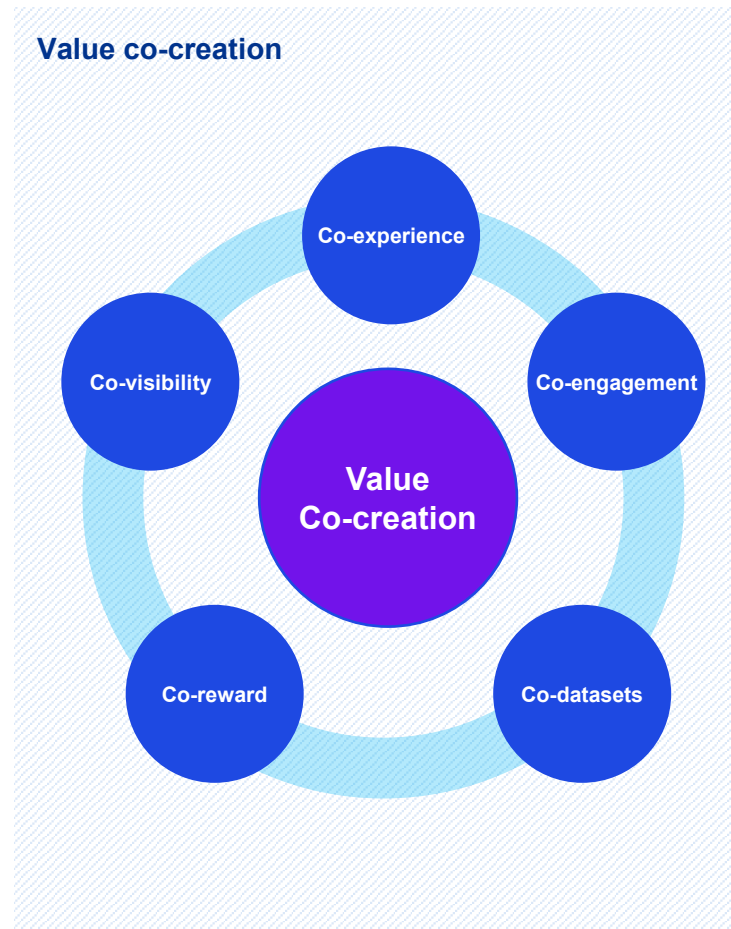 Value co-creation
Co-experience
Co-visibility
Co-engagement
Value
Co-creation
Co-reward
Co-datasets